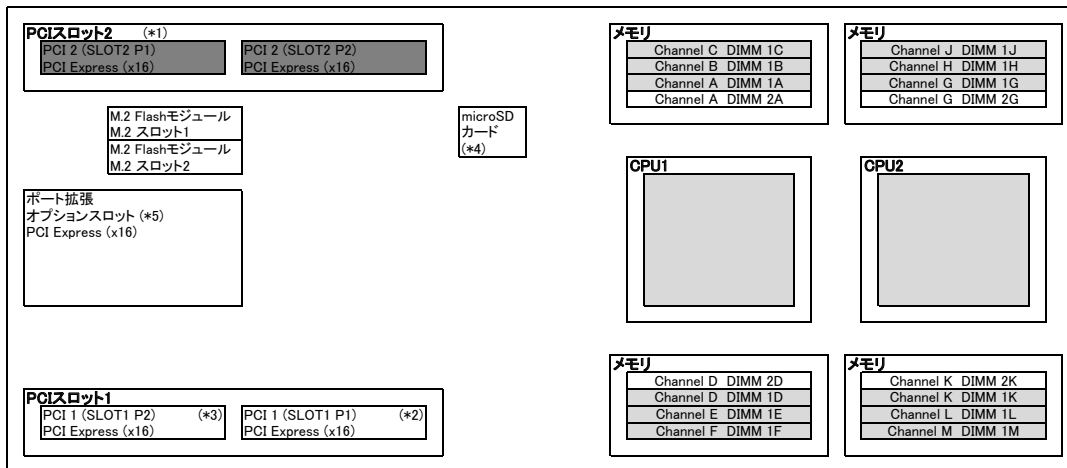 PCIスロット2 (*1)
PCI 2 (SLOT2 P1)
PCI Express (x16)
PCI 2 (SLOT2 P2)
PCI Express (x16)
M.2 Flashモジュール
M.2 スロット1
M.2 Flashモジュール
M.2 スロット2
microSD
カード
(*4)
ポート拡張
オプションスロット (*5)
PCI Express (x16)
PCIスロット1
PCI 1 (SLOT1 P2) (*3)
PCI Express (x16)
PCI 1 (SLOT1 P1) (*2)
PCI Express (x16)
メモリ
Channel C DIMM 1C
Channel B DIMM 1B
Channel A DIMM 1A
Channel A DIMM 2A
メモリ
Channel J DIMM 1J
Channel H DIMM 1H
Channel G DIMM 1G
Channel G DIMM 2G
CPU1
CPU2
メモリ
Channel D DIMM 2D
Channel D DIMM 1D
Channel E DIMM 1E
Channel F DIMM 1F
メモリ
Channel K DIMM 2K
Channel K DIMM 1K
Channel L DIMM 1L
Channel M DIMM 1M